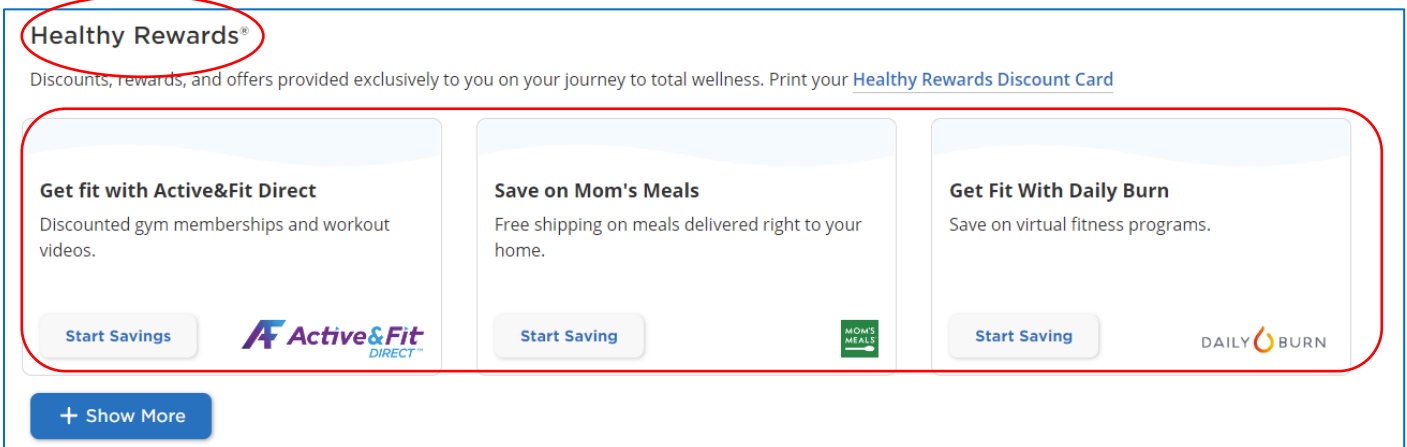 Healthy Rewards®
Discounts, rewards, and offers provided exclusively to you on your journey to total wellness. Print your Healthy Rewards Discount Card
Get fit with Active&Fit Direct
Discounted gym memberships and workout
videos.
Start Savings
Active&Fit
DIRECT™
Save on Mom's Meals
Free shipping on meals delivered right to your
home.
Start Saving
MOM'S
MEALS
Get Fit With Daily Burn
Save on virtual fitness programs.
Start Saving
DAILY BURN
+ Show More